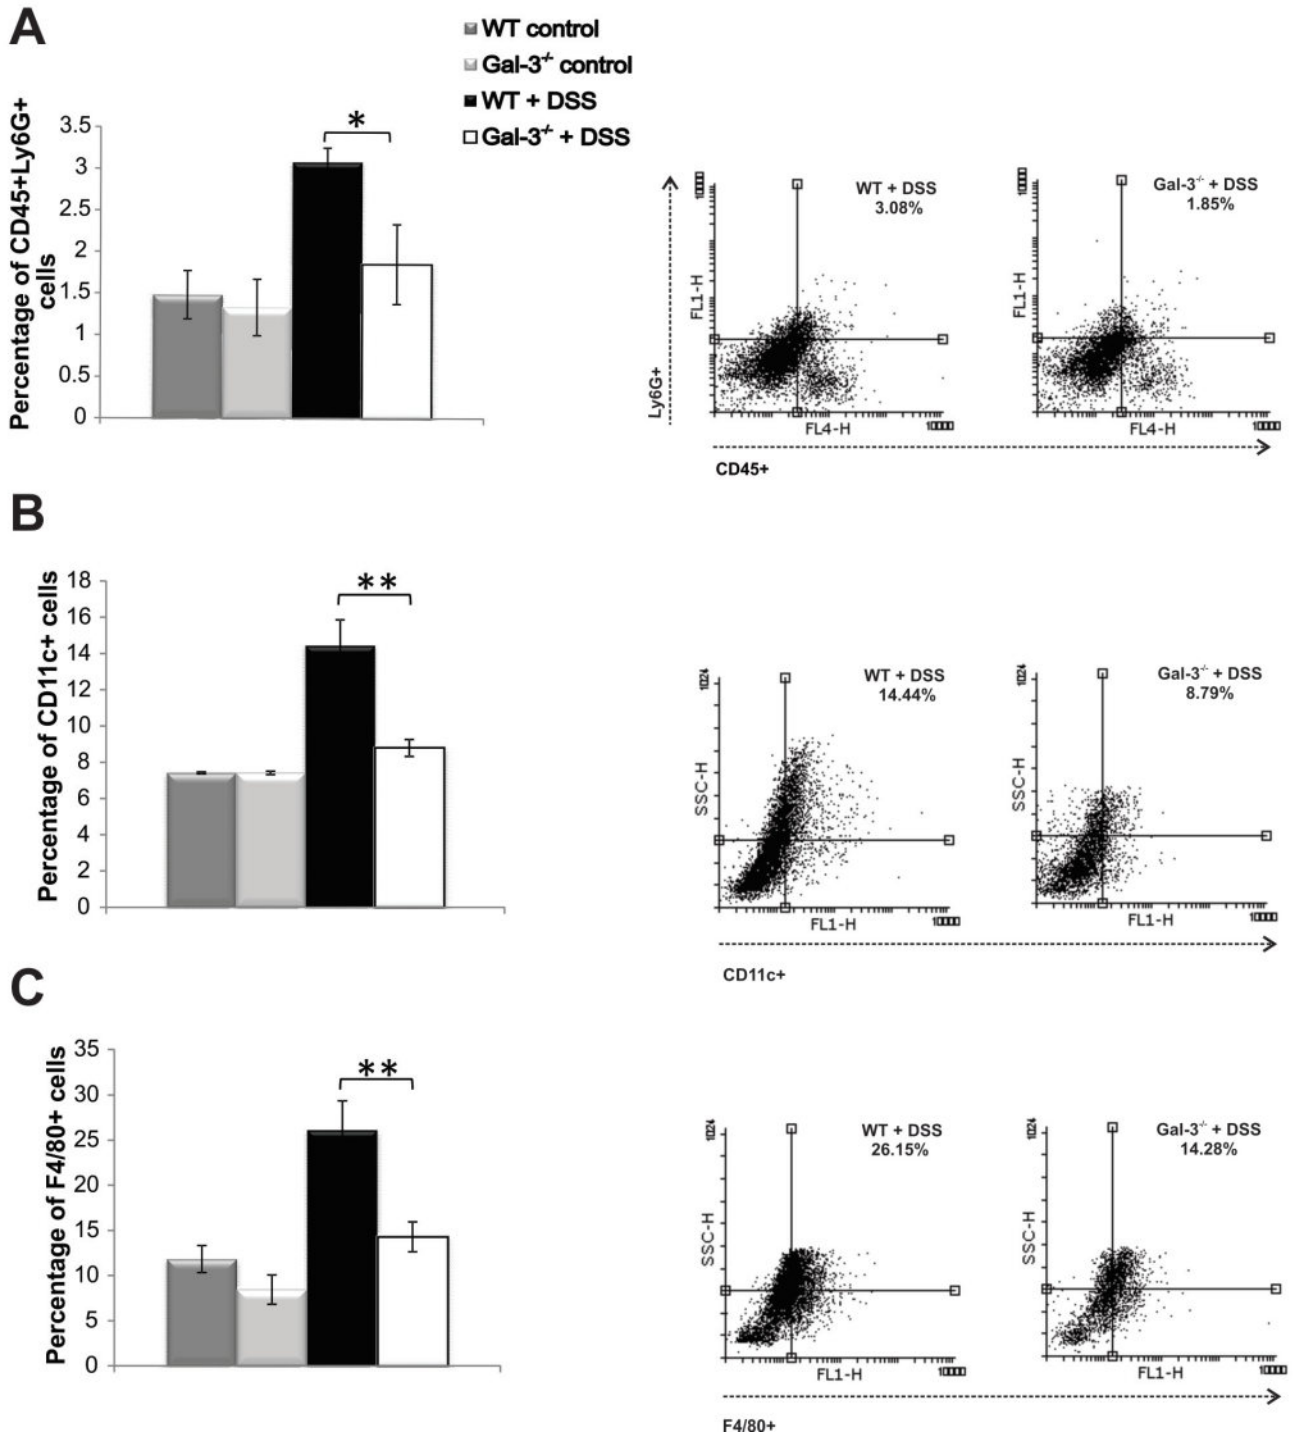 A
WT control
Gal-3-/- control
WT + DSS
Gal-3-/- + DSS
Percentage of CD45+Ly6G+
cells
3.5
3
2.5
2
1.5
1
0.5
0
*
Ly6G+
FL1-H
WT + DSS
3.08%
FL4-H
FL1-H
Gal-3-/- + DSS
1.85%
FL4-H
CD45+
B
Percentage of CD11c+ cells
18
16
14
12
10
8
6
4
2
0
**
1024
SSC-H
WT + DSS
14.44%
FL1-H
1024
SSC-H
Gal-3-/- + DSS
8.79%
FL1-H
CD11c+
C
Percentage of F4/80+ cells
35
30
25
20
15
10
5
0
**
1024
SSC-H
WT + DSS
26.15%
FL1-H
1024
SSC-H
Gal-3-/- + DSS
14.28%
FL1-H
F4/80+